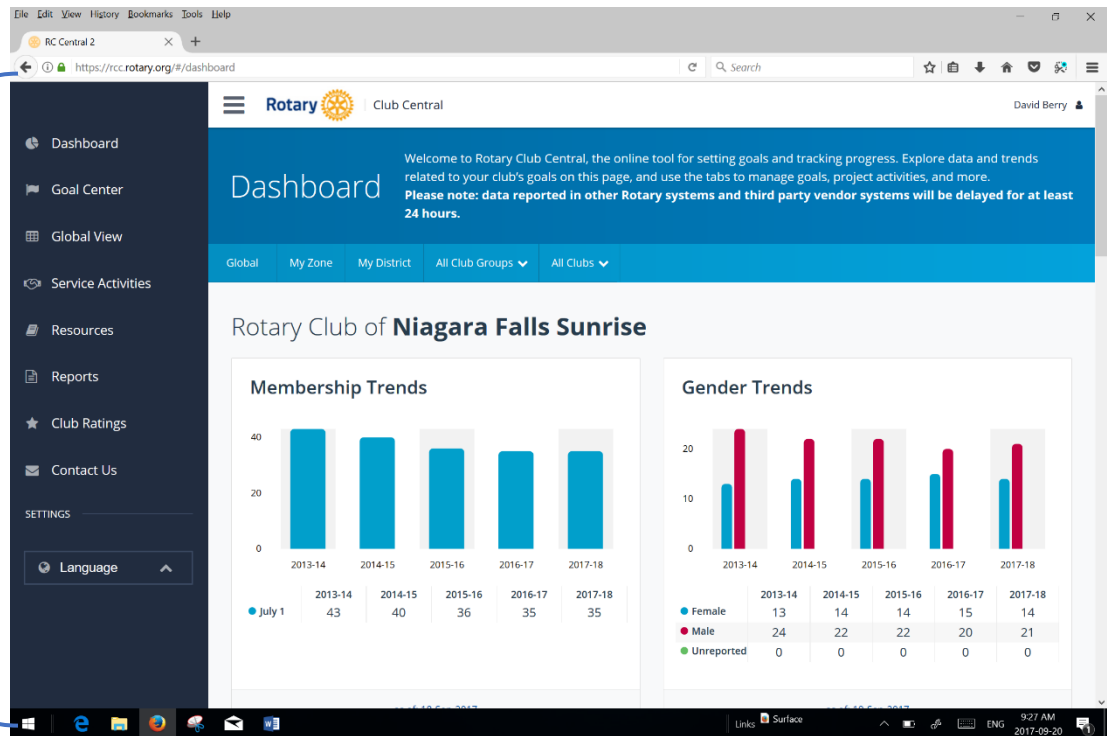 File Edit View History Bookmarks Tools Help
RC Central 2
https://rcc.rotary.org/#/dashboard
Search
Rotary Club Central
David Berry
Dashboard
Goal Center
Global View
Service Activities
Resources
Reports
Club Ratings
Contact Us
SETTINGS
Language
Dashboard
Welcome to Rotary Club Central, the online tool for setting goals and tracking progress. Explore data and trends
related to your club's goals on this page, and use the tabs to manage goals, project activities, and more.
Please note: data reported in other Rotary systems and third party vendor systems will be delayed for at least
24 hours.
Global My Zone My District All Club Groups All Clubs
Rotary Club of Niagara Falls Sunrise
Membership Trends
40
20
0
2013-14 2014-15 2015-16 2016-17 2017-18
2013-14 2014-15 2015-16 2016-17 2017-18
July 1 43 40 36 35 35
Gender Trends
20
10
0
2013-14 2014-15 2015-16 2016-17 2017-18
2013-14 2014-15 2015-16 2016-17 2017-18
Female 13 14 14 15 14
Male 24 22 22 20 21
Unreported 0 0 0 0 0
Links Surface
ENG
9:27 AM
2017-09-20
1